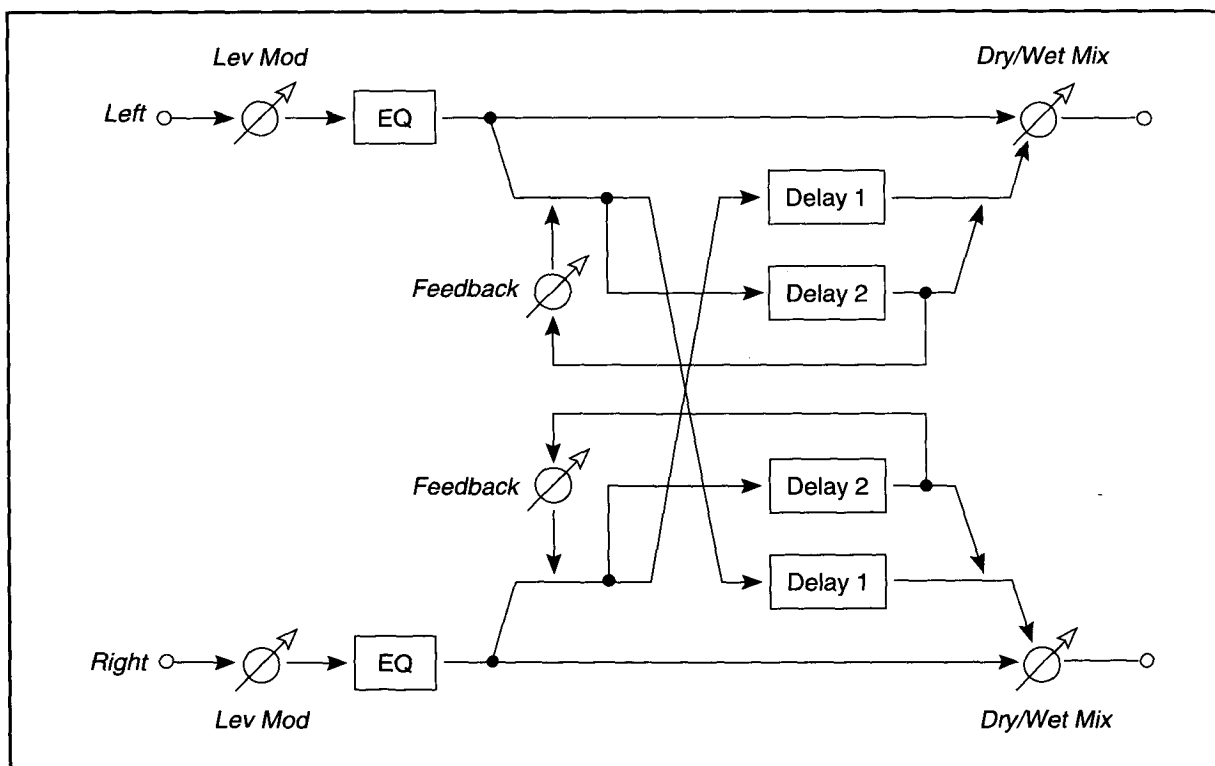 Lev Mod
Dry/Wet Mix
Left
EQ
Delay 1
Feedback
Delay 2
Feedback
Delay 2
Delay 1
Right
EQ
Lev Mod
Dry/Wet Mix